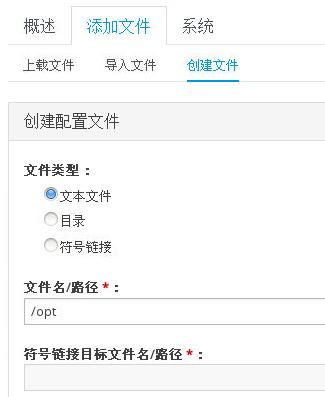 概述 添加文件 系统
上载文件 导入文件 创建文件
创建配置文件
文件类型：
文本文件
目录
符号链接
文件名/路径 *：
/opt
符号链接目标文件名/路径 *：